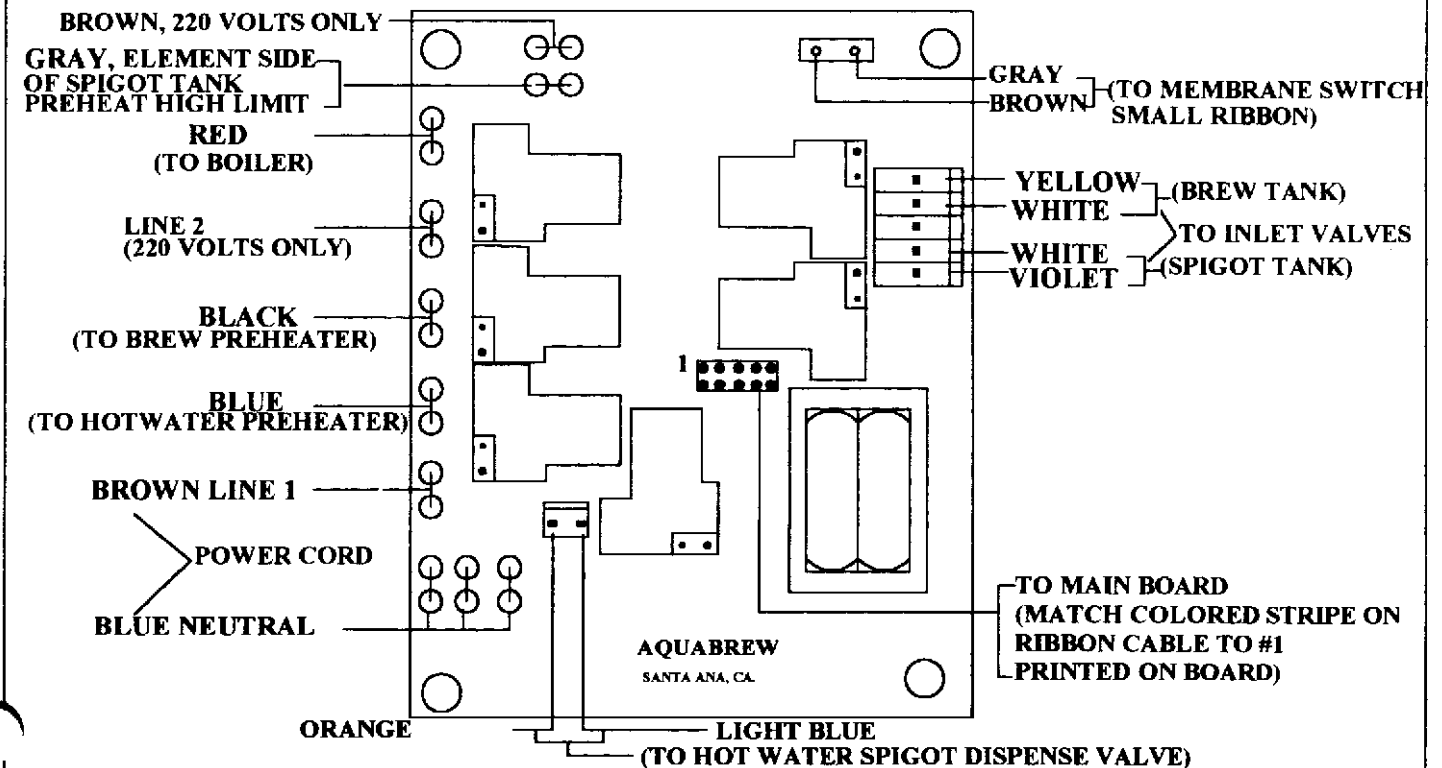 BROWN, 220 VOLTS ONLY
GRAY, ELEMENT SIDE
OF SPIGOT TANK
PREHEAT HIGH LIMIT
RED
(TO BOILER)
LINE 2
(220 VOLTS ONLY)
BLACK
(TO BREW PREHEATER)
BLUE
(TO HOTWATER PREHEATER)
BROWN LINE 1
POWER CORD
BLUE NEUTRAL
ORANGE
LIGHT BLUE
(TO HOT WATER SPIGOT DISPENSE VALVE)
GRAY
BROWN
(TO MEMBRANE SWITCH
SMALL RIBBON)
YELLOW
WHITE
(BREW TANK)
TO INLET VALVES
WHITE
VIOLET
(SPIGOT TANK)
1
TO MAIN BOARD
(MATCH COLORED STRIPE ON
RIBBON CABLE TO #1
PRINTED ON BOARD)
AQUABREW
SANTA ANA, CA.